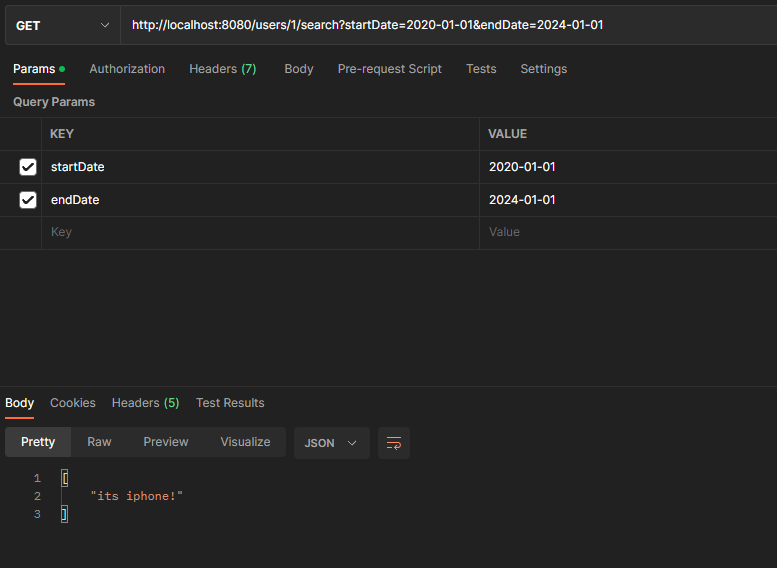 GET http://localhost:8080/users/1/search?startDate=2020-01-01&endDate=2024-01-01
Params Authorization Headers (7) Body Pre-request Script Tests Settings
Query Params
KEY VALUE
startDate 2020-01-01
endDate 2024-01-01
Key Value
Body Cookies Headers (5) Test Results
Pretty Raw Preview Visualize JSON
1 [
2 "its iphone!"
3 ]